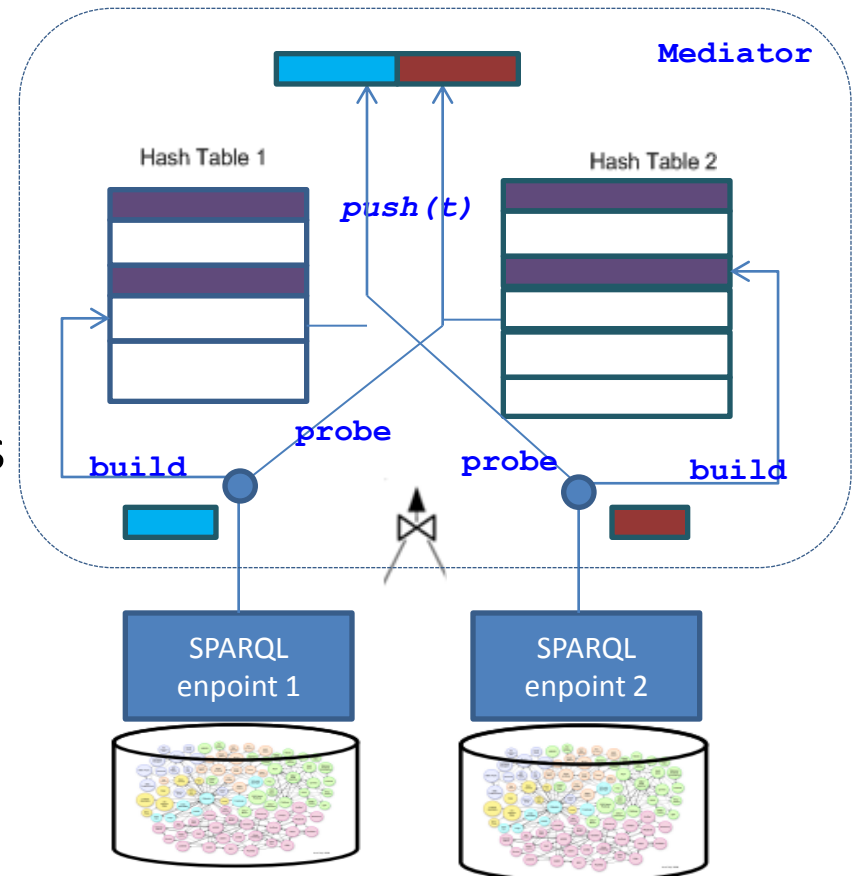 Mediator
Hash Table 1
Hash Table 2
push(t)
s
probe
build
probe
build
SPARQL
enpoint 1
SPARQL
enpoint 2